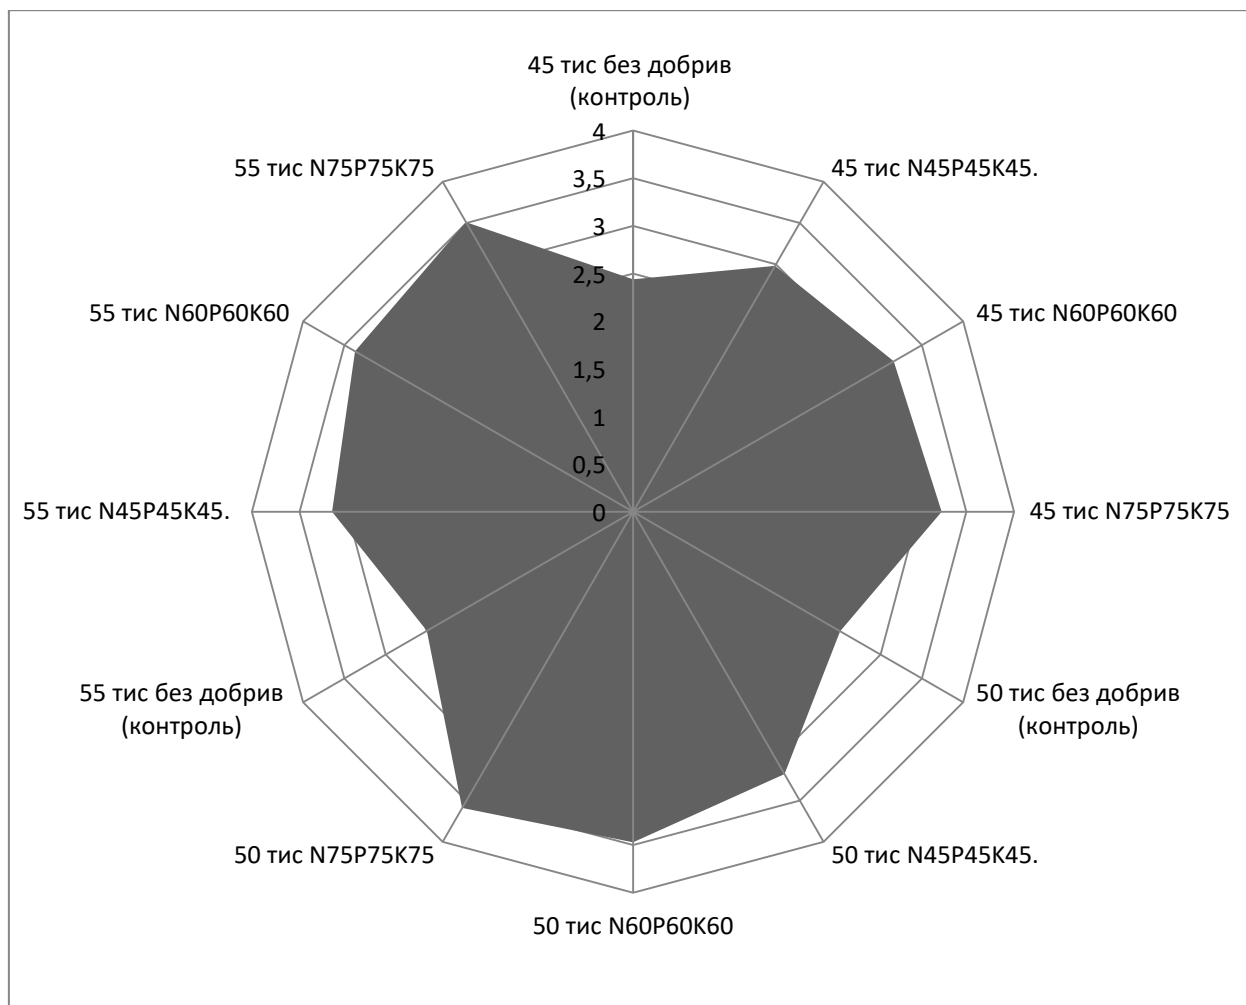 45 тис без добрив
(контроль)
4
55 тис N75P75K75
45 тис N45P45K45.
3,5
3
2,5
55 тис N60P60K60
45 тис N60P60K60
2
1,5
1
0,5
55 тис N45P45K45.
0
45 тис N75P75K75
55 тис без добрив
(контроль)
50 тис без добрив
(контроль)
50 тис N75P75K75
50 тис N45P45K45.
50 тис N60P60K60